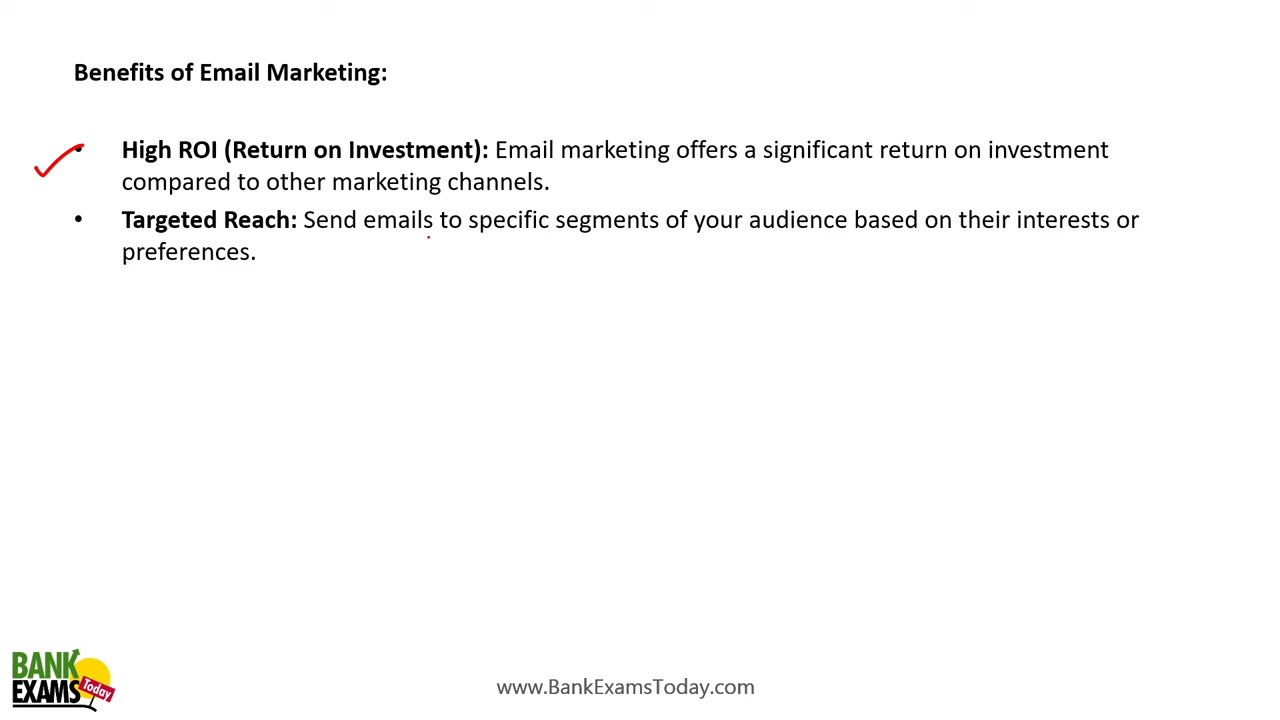 Benefits of Email Marketing:
• High ROI (Return on Investment): Email marketing offers a significant return on investment
compared to other marketing channels.
• Targeted Reach: Send emails to specific segments of your audience based on their interests or
preferences.
BANK
EXAMS
Today
www.BankExamsToday.com